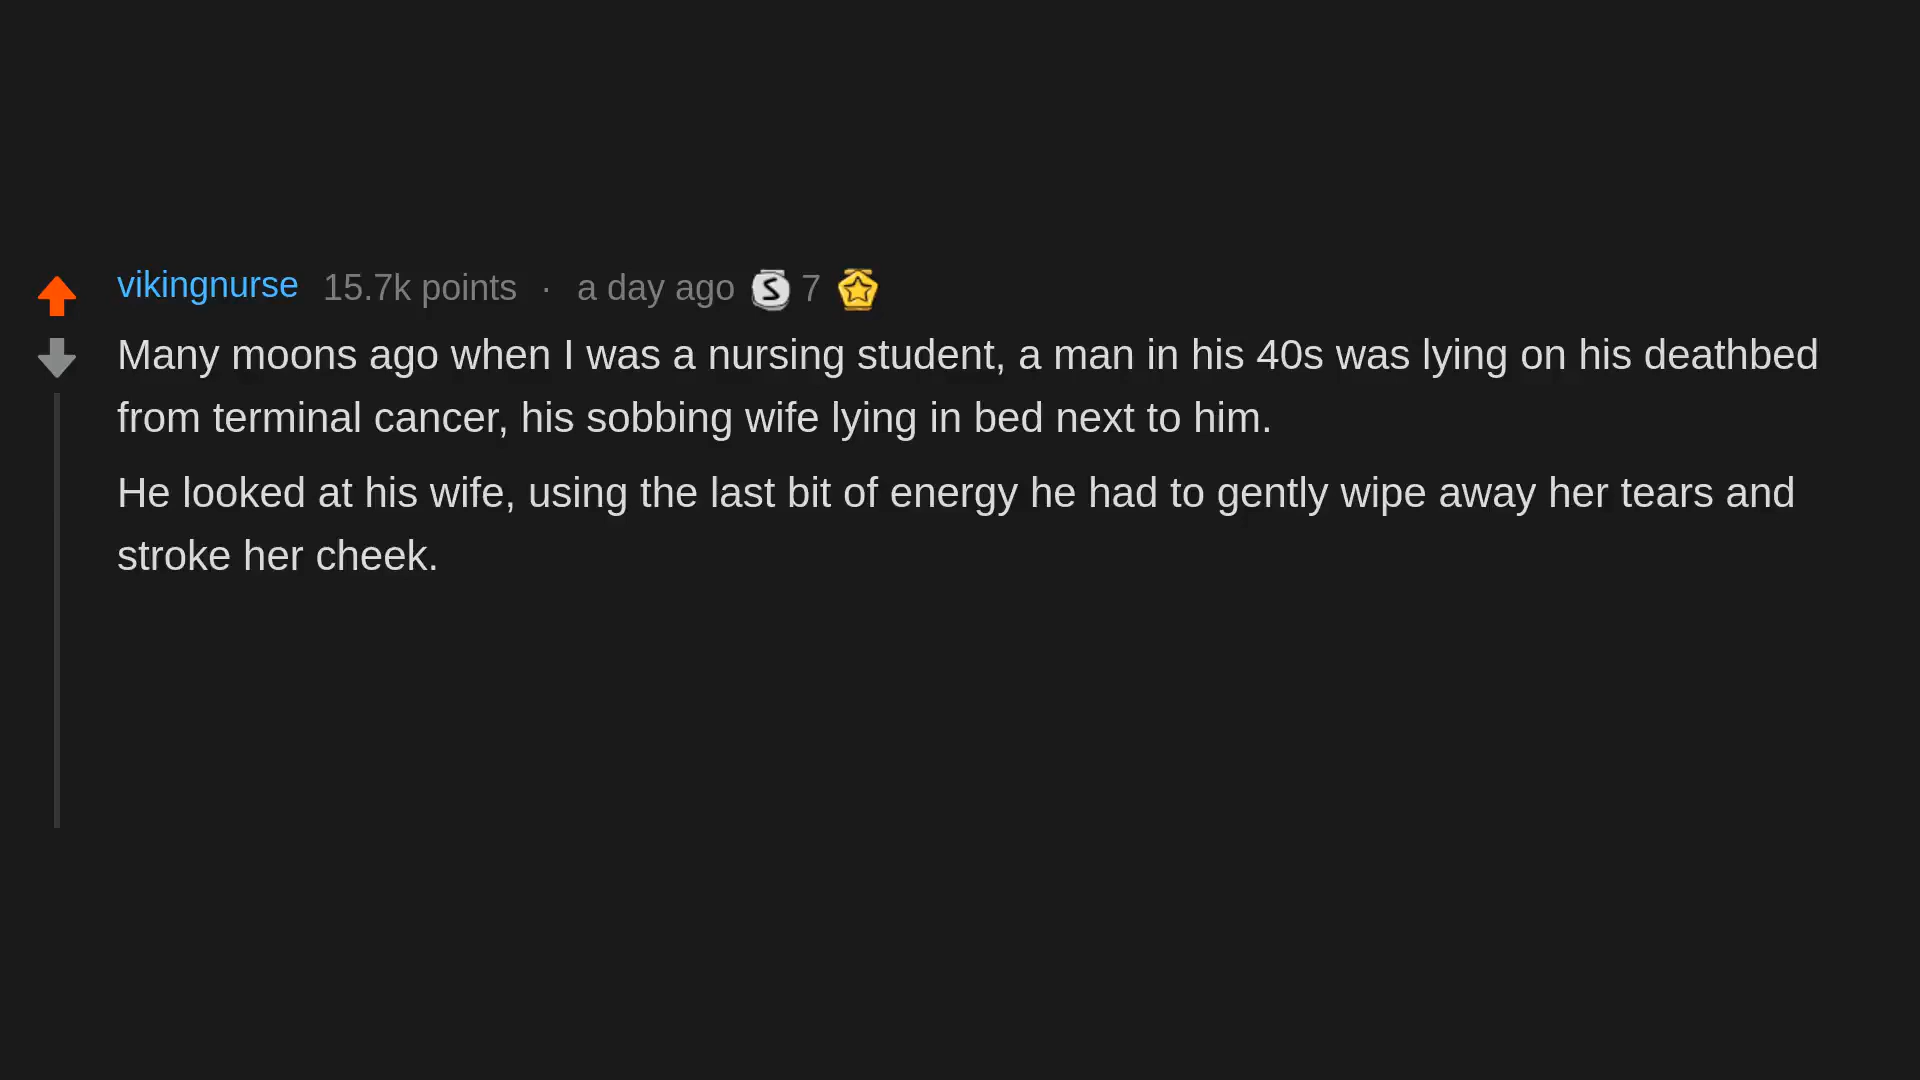 vikingnurse 15.7k points · a day ago S 7
Many moons ago when I was a nursing student, a man in his 40s was lying on his deathbed
from terminal cancer, his sobbing wife lying in bed next to him.
He looked at his wife, using the last bit of energy he had to gently wipe away her tears and
stroke her cheek.